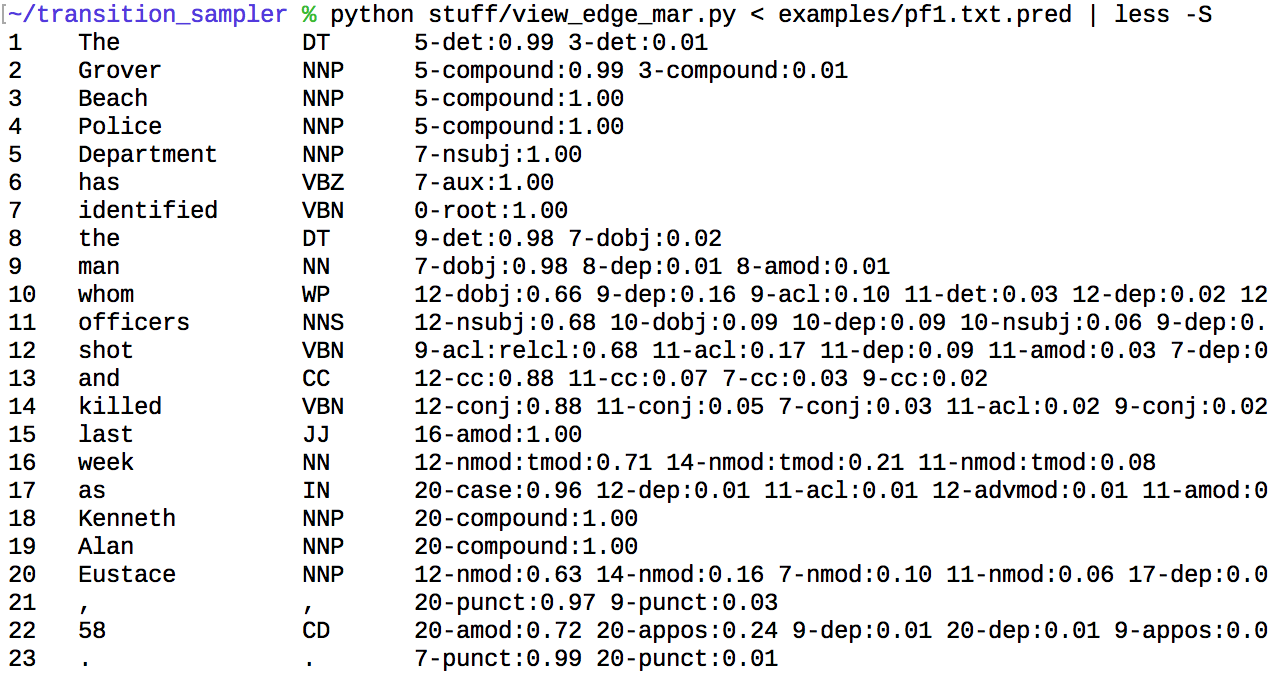 [~/transition_sampler % python stuff/view_edge_mar.py < examples/pf1.txt.pred | less -S
1 The DT 5-det:0.99 3-det:0.01
2 Grover NNP 5-compound:0.99 3-compound:0.01
3 Beach NNP 5-compound:1.00
4 Police NNP 5-compound:1.00
5 Department NNP 7-nsubj:1.00
6 has VBZ 7-aux:1.00
7 identified VBN 0-root:1.00
8 the DT 9-det:0.98 7-dobj:0.02
9 man NN 7-dobj:0.98 8-dep:0.01 8-amod:0.01
10 whom WP 12-dobj:0.66 9-dep:0.16 9-acl:0.10 11-det:0.03 12-dep:0.02 12
11 officers NNS 12-nsubj:0.68 10-dobj:0.09 10-dep:0.09 10-nsubj:0.06 9-dep:0.
12 shot VBN 9-acl:relcl:0.68 11-acl:0.17 11-dep:0.09 11-amod:0.03 7-dep:0
13 and CC 12-cc:0.88 11-cc:0.07 7-cc:0.03 9-cc:0.02
14 killed VBN 12-conj:0.88 11-conj:0.05 7-conj:0.03 11-acl:0.02 9-conj:0.02
15 last JJ 16-amod:1.00
16 week NN 12-nmod:tmod:0.71 14-nmod:tmod:0.21 11-nmod:tmod:0.08
17 as IN 20-case:0.96 12-dep:0.01 11-acl:0.01 12-advmod:0.01 11-amod:0
18 Kenneth NNP 20-compound:1.00
19 Alan NNP 20-compound:1.00
20 Eustace NNP 12-nmod:0.63 14-nmod:0.16 7-nmod:0.10 11-nmod:0.06 17-dep:0.0
21 , , 20-punct:0.97 9-punct:0.03
22 58 CD 20-amod:0.72 20-appos:0.24 9-dep:0.01 20-dep:0.01 9-appos:0.0
23 . . 7-punct:0.99 20-punct:0.01